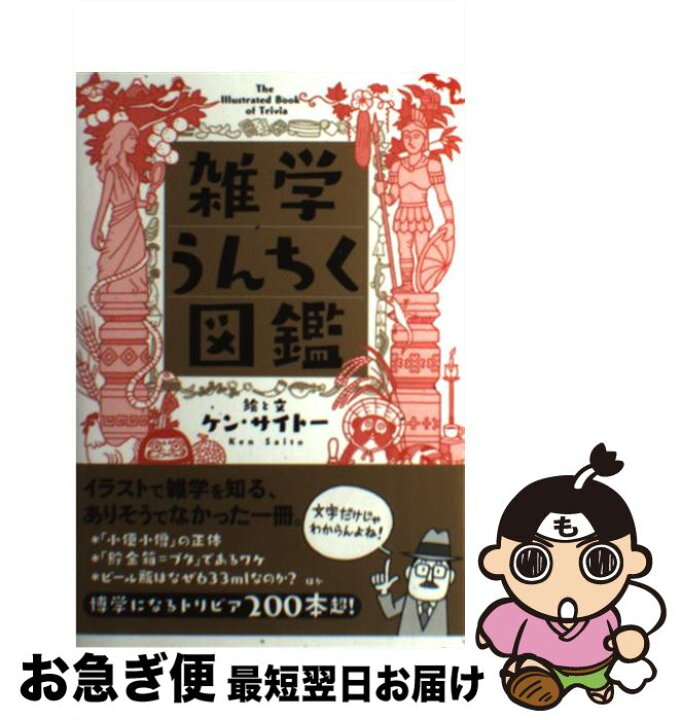 The
Illustrated Book
of Trivia
雑学
うんちく
図鑑
絵と文
ケン・サイトー
Ken Saito
イラストで雑学を知る、
ありそうでなかった一冊。
文字だけじゃ
わからんよね!
*「小便小僧」の正体
*「貯金箱=ブタ」であるワケ
*ビール瓶はなぜ633mlなのか? ほか
博学になるトリビア200本超!
も
お急ぎ便 最短翌日お届け